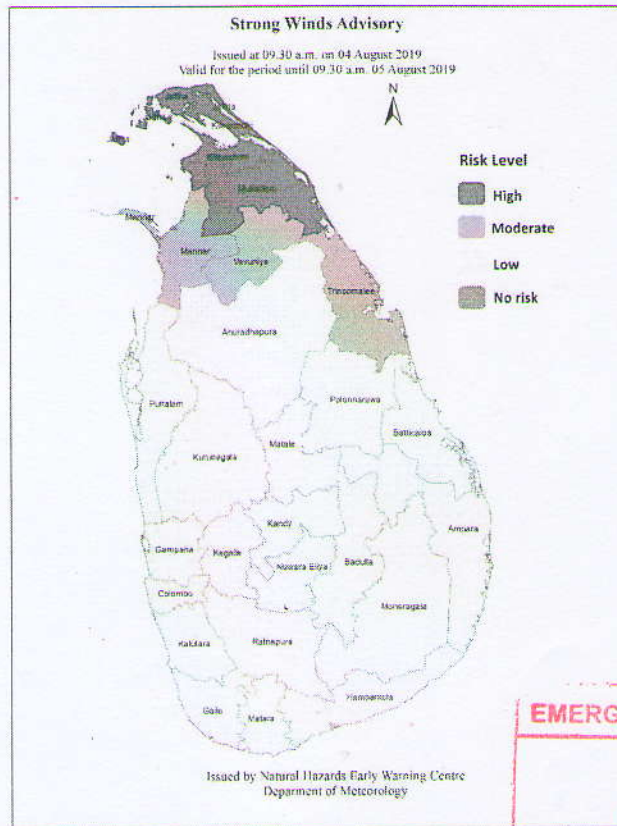 Strong Winds Advisory
Issued at 09.30 a.m. on 04 August 2019
Valid for the period until 09.30 a.m. 05 August 2019
N
Risk Level
High
Moderate
Low
No risk
Mannar
Mannar
Vavuniya
Trincomalee
Anuradhapura
Puttalam
Polonnaruwa
Batticaloa
Kurunegala
Matale
Ampara
Kandy
Gampaha
Kegalle
Nuwara Eliya
Badulla
Colombo
Moneragala
Kalutara
Ratnapura
Hambantota
Galle
Matara
EMERG
Issued by Natural Hazards Early Warning Centre
Deparment of Meteorology